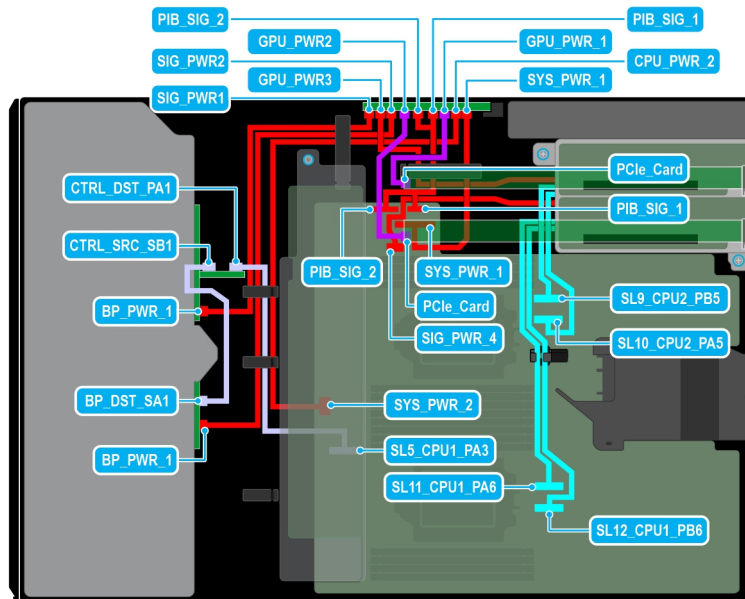 PIB_SIG_2
PIB_SIG_1
GPU_PWR2
GPU_PWR_1
SIG_PWR2
CPU_PWR_2
GPU_PWR3
SYS_PWR_1
SIG_PWR1
PCIe_Card
CTRL_DST_PA1
PIB_SIG_1
CTRL_SRC_SB1
PIB_SIG_2
SYS_PWR_1
BP_PWR_1
PCIe_Card
SL9_CPU2_PB5
SIG_PWR_4
SL10_CPU2_PA5
BP_DST_SA1
SYS_PWR_2
BP_PWR_1
SL5_CPU1_PA3
SL11_CPU1_PA6
SL12_CPU1_PB6